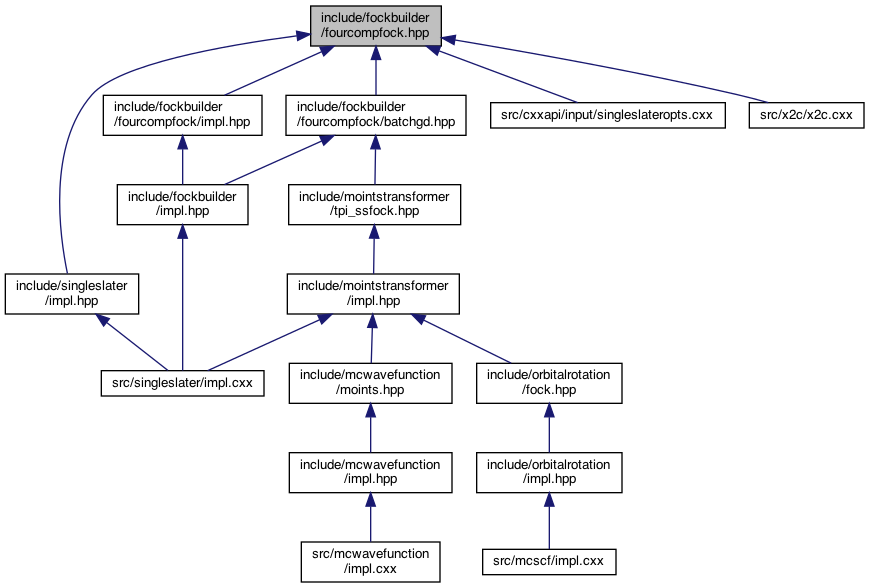 include/fockbuilder
/fourcompfock.hpp
include/fockbuilder
/fourcompfock/impl.hpp
include/fockbuilder
/fourcompfock/batchgd.hpp
src/cxxapi/input/singleslateropts.cxx
src/x2c/x2c.cxx
include/fockbuilder
/impl.hpp
include/mointstransformer
/tpi_ssfock.hpp
include/singleslater
/impl.hpp
include/mointstransformer
/impl.hpp
src/singleslater/impl.cxx
include/mcwavefunction
/moints.hpp
include/orbitalrotation
/fock.hpp
include/mcwavefunction
/impl.hpp
include/orbitalrotation
/impl.hpp
src/mcwavefunction
/impl.cxx
src/mcscf/impl.cxx